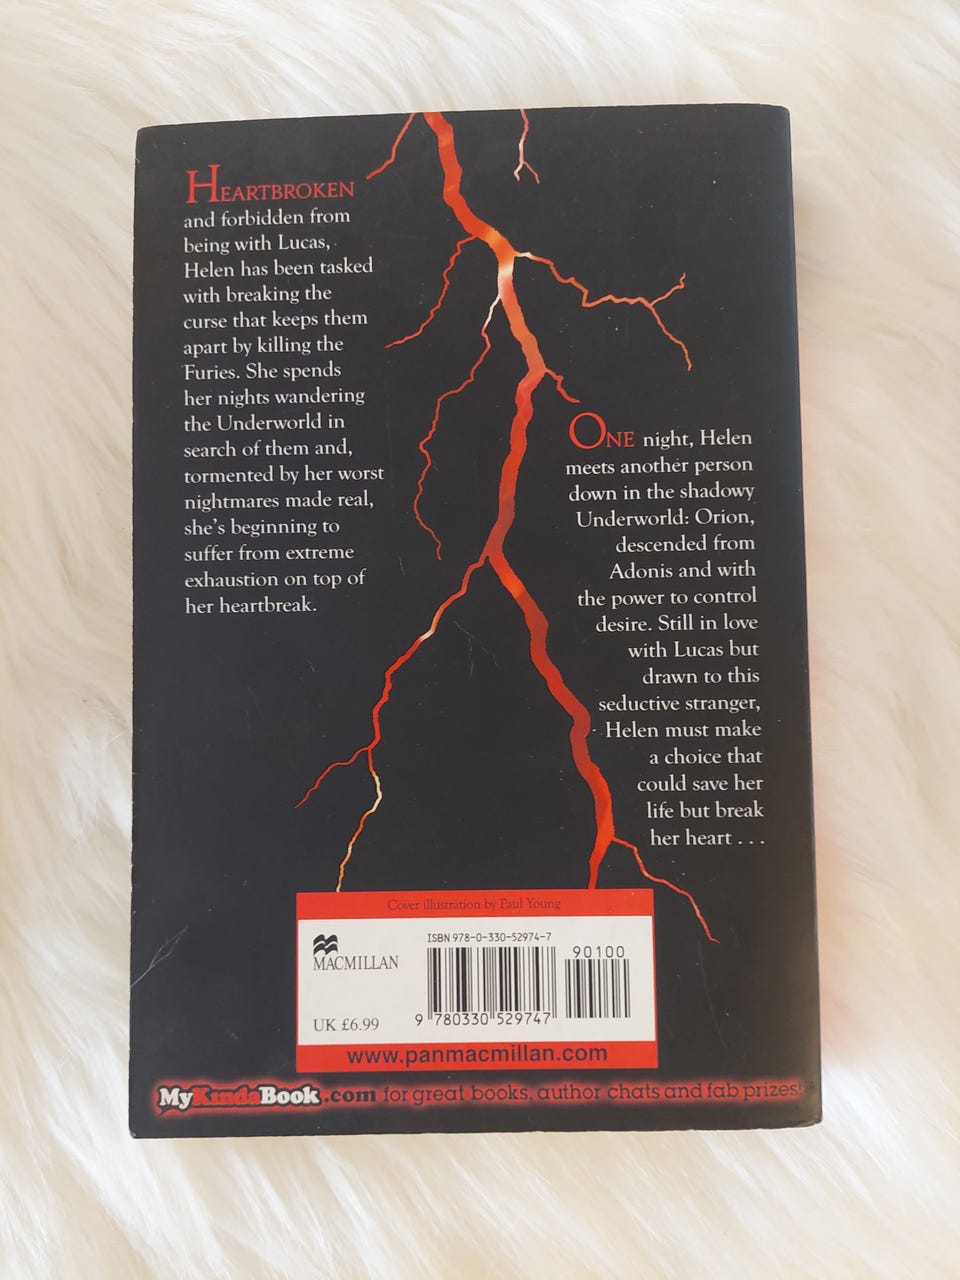 HEARTBROKEN
and forbidden from
being with Lucas,
Helen has been tasked
with breaking the
curse that keeps them
apart by killing the
Furies. She spends
her nights wandering
the Underworld in
search of them and,
tormented by her worst
nightmares made real,
she's beginning to
suffer from extreme
exhaustion on top of
her heartbreak.
ONE night, Helen
meets another person
down in the shadowy
Underworld: Orion,
descended from
Adonis and with
the power to control
desire. Still in love
with Lucas but
drawn to this
seductive stranger,
Helen must make
a choice that
could save her
life but break
her heart . . .
Cover illustration by Paul Young
MACMILLAN
UK £6.99
ISBN 978-0-330-52974-7
90100
9 780330 529747
www.panmacmillan.com
MyKindaBook.com for great books, author chats and fab prizes!